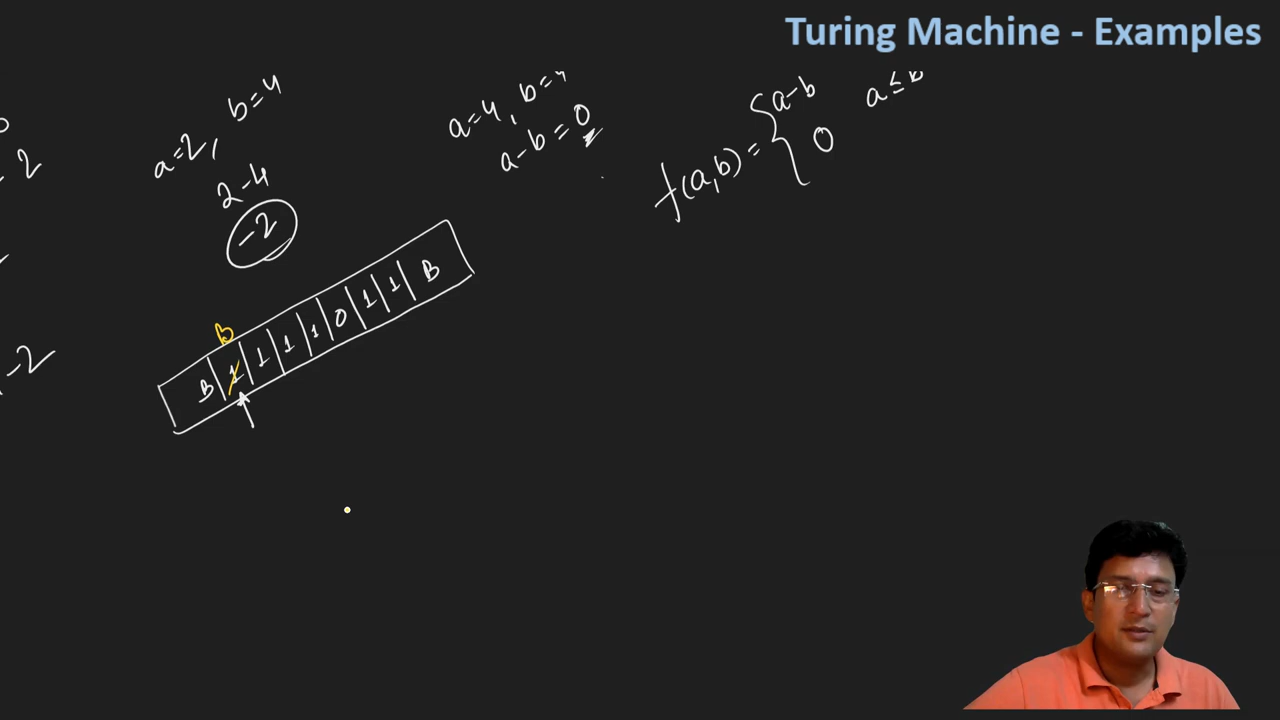 Turing Machine - Examples
2
-2
a=2, b=4
2-4
-2
a=4, b=4
a-b=0
f(a,b) = { a-b a≤b
0
B
B 1 1 1 1 0 1 1 B